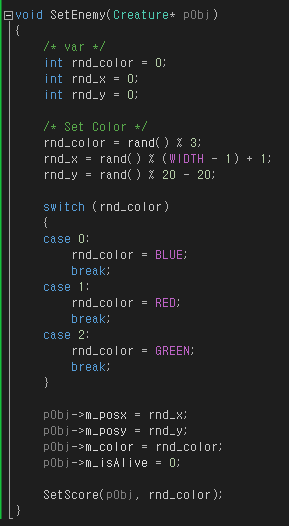 void SetEnemy(Creature* pObj)
{
    /* var */
    int rnd_color = 0;
    int rnd_x = 0;
    int rnd_y = 0;

    /* Set Color */
    rnd_color = rand() % 3;
    rnd_x = rand() % (WIDTH - 1) + 1;
    rnd_y = rand() % 20 - 20;

    switch (rnd_color)
    {
    case 0:
        rnd_color = BLUE;
        break;
    case 1:
        rnd_color = RED;
        break;
    case 2:
        rnd_color = GREEN;
        break;
    }

    pObj->m_posx = rnd_x;
    pObj->m_posy = rnd_y;
    pObj->m_color = rnd_color;
    pObj->m_isAlive = 0;

    SetScore(pObj, rnd_color);
}